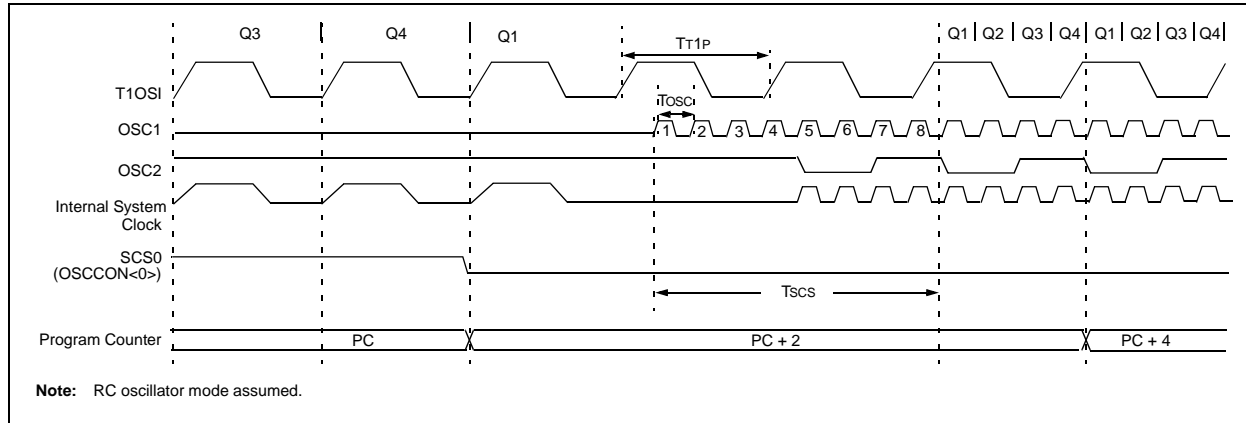 Q3 Q4 Q1 Q1 Q2 Q3 Q4 Q1 Q2 Q3 Q4
TT1P
T1OSI
TOSC
OSC1
1 2 3 4 5 6 7 8
OSC2
Internal System
Clock
SCS0
(OSCCON<0>)
TSCS
Program Counter PC PC + 2 PC + 4
Note: RC oscillator mode assumed.